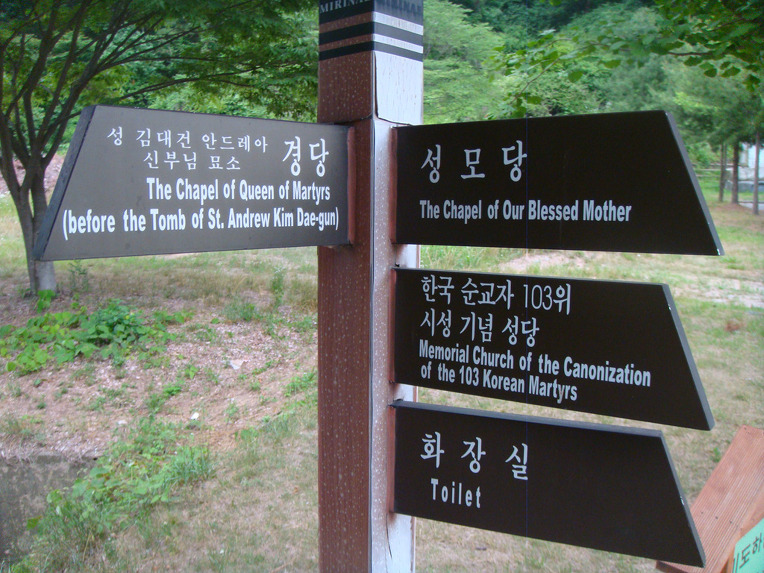 MIRINAE
성 김대건 안드레아
신부님 묘소 경당
The Chapel of Queen of Martyrs
(before the Tomb of St. Andrew Kim Dae-gun)
성모당
The Chapel of Our Blessed Mother
한국 순교자 103위
시성 기념 성당
Memorial Church of the Canonization
of the 103 Korean Martyrs
화장실
Toilet